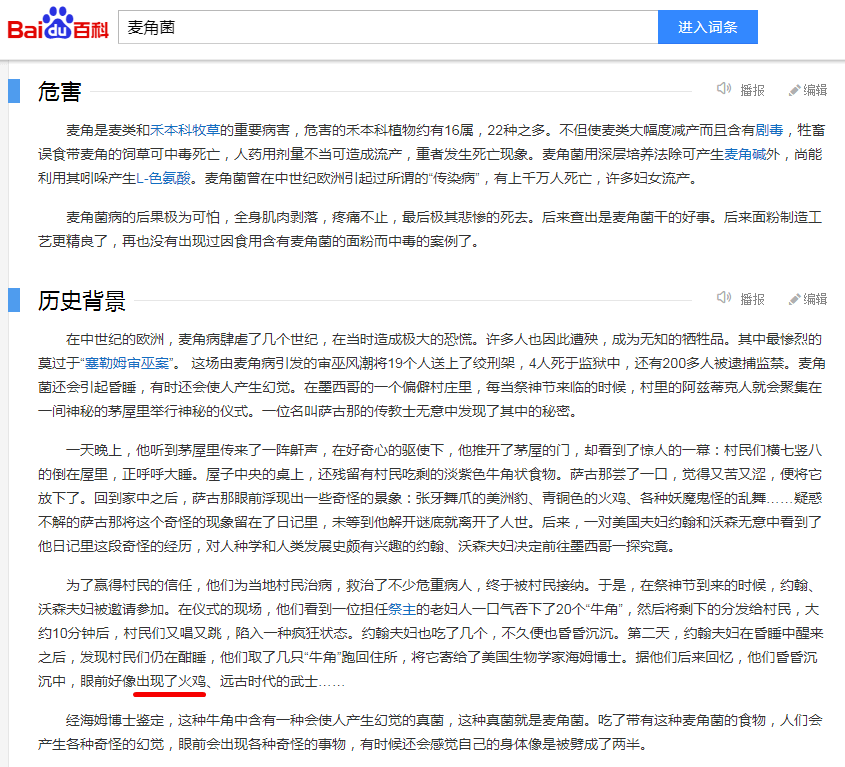 Bai du 百科
麦角菌
进入词条
危害
播报
编辑
麦角是麦类和禾本科牧草的重要病害，危害的禾本科植物约有16属，22种之多。不但使麦类大幅度减产而且含有剧毒，牲畜
误食带麦角的饲草可中毒死亡，人药用剂量不当可造成流产，重者发生死亡现象。麦角菌用深层培养法除可产生麦角碱外，尚能
利用其吲哚产生L-色氨酸。麦角菌曾在中世纪欧洲引起过所谓的“传染病”，有上千万人死亡，许多妇女流产。
麦角菌病的后果极为可怕，全身肌肉剥落，疼痛不止，最后极其悲惨的死去。后来查出是麦角菌干的好事。后来面粉制造工
艺更精良了，再也没有出现过因食用含有麦角菌的面粉而中毒的案例了。
历史背景
播报
编辑
在中世纪的欧洲，麦角病肆虐了几个世纪，在当时造成极大的恐慌。许多人也因此遭殃，成为无知的牺牲品。其中最惨烈的
莫过于“塞勒姆审巫案”。 这场由麦角病引发的审巫风潮将19个人送上了绞刑架，4人死于监狱中，还有200多人被逮捕监禁。麦角
菌还会引起昏睡，有时还会使人产生幻觉。在墨西哥的一个偏僻村庄里，每当祭神节来临的时候，村里的阿兹蒂克人就会聚集在
一间神秘的茅屋里举行神秘的仪式。一位名叫萨古那的传教士无意中发现了其中的秘密。
一天晚上，他听到茅屋里传来了一阵鼾声，在好奇心的驱使下，他推开了茅屋的门，却看到了惊人的一幕：村民们横七竖八
的倒在屋里，正呼呼大睡。屋子中央的桌上，还残留有村民吃剩的淡紫色牛角状食物。萨古那尝了一口，觉得又苦又涩，便将它
放下了。回到家中之后，萨古那眼前浮现出一些奇怪的景象：张牙舞爪的美洲豹、青铜色的火鸡、各种妖魔鬼怪的乱舞……疑惑
不解的萨古那将这个奇怪的现象留在了日记里，未等到他解开谜底就离开了人世。后来，一对美国夫妇约翰和沃森无意中看到了
他日记里这段奇怪的经历，对人种学和人类发展史颇有兴趣的约翰、沃森夫妇决定前往墨西哥一探究竟。
为了赢得村民的信任，他们为当地村民治病，救治了不少危重病人，终于被村民接纳。于是，在祭神节到来的时候，约翰、
沃森夫妇被邀请参加。在仪式的现场，他们看到一位担任祭主的老妇人一口气吞下了20个“牛角”，然后将剩下的分发给村民，大
约10分钟后，村民们又唱又跳，陷入一种疯狂状态。约翰夫妇也吃了几个，不久便也昏昏沉沉。第二天，约翰夫妇在昏睡中醒来
之后，发现村民们仍在酣睡，他们取了几只“牛角”跑回住所，将它寄给了美国生物学家海姆博士。据他们后来回忆，他们昏昏沉
沉中，眼前好像出现了火鸡、远古时代的武士……
经海姆博士鉴定，这种牛角中含有一种会使人产生幻觉的真菌，这种真菌就是麦角菌。吃了带有这种麦角菌的食物，人们会
产生各种奇怪的幻觉，眼前会出现各种奇怪的事物，有时候还会感觉自己的身体像是被劈成了两半。